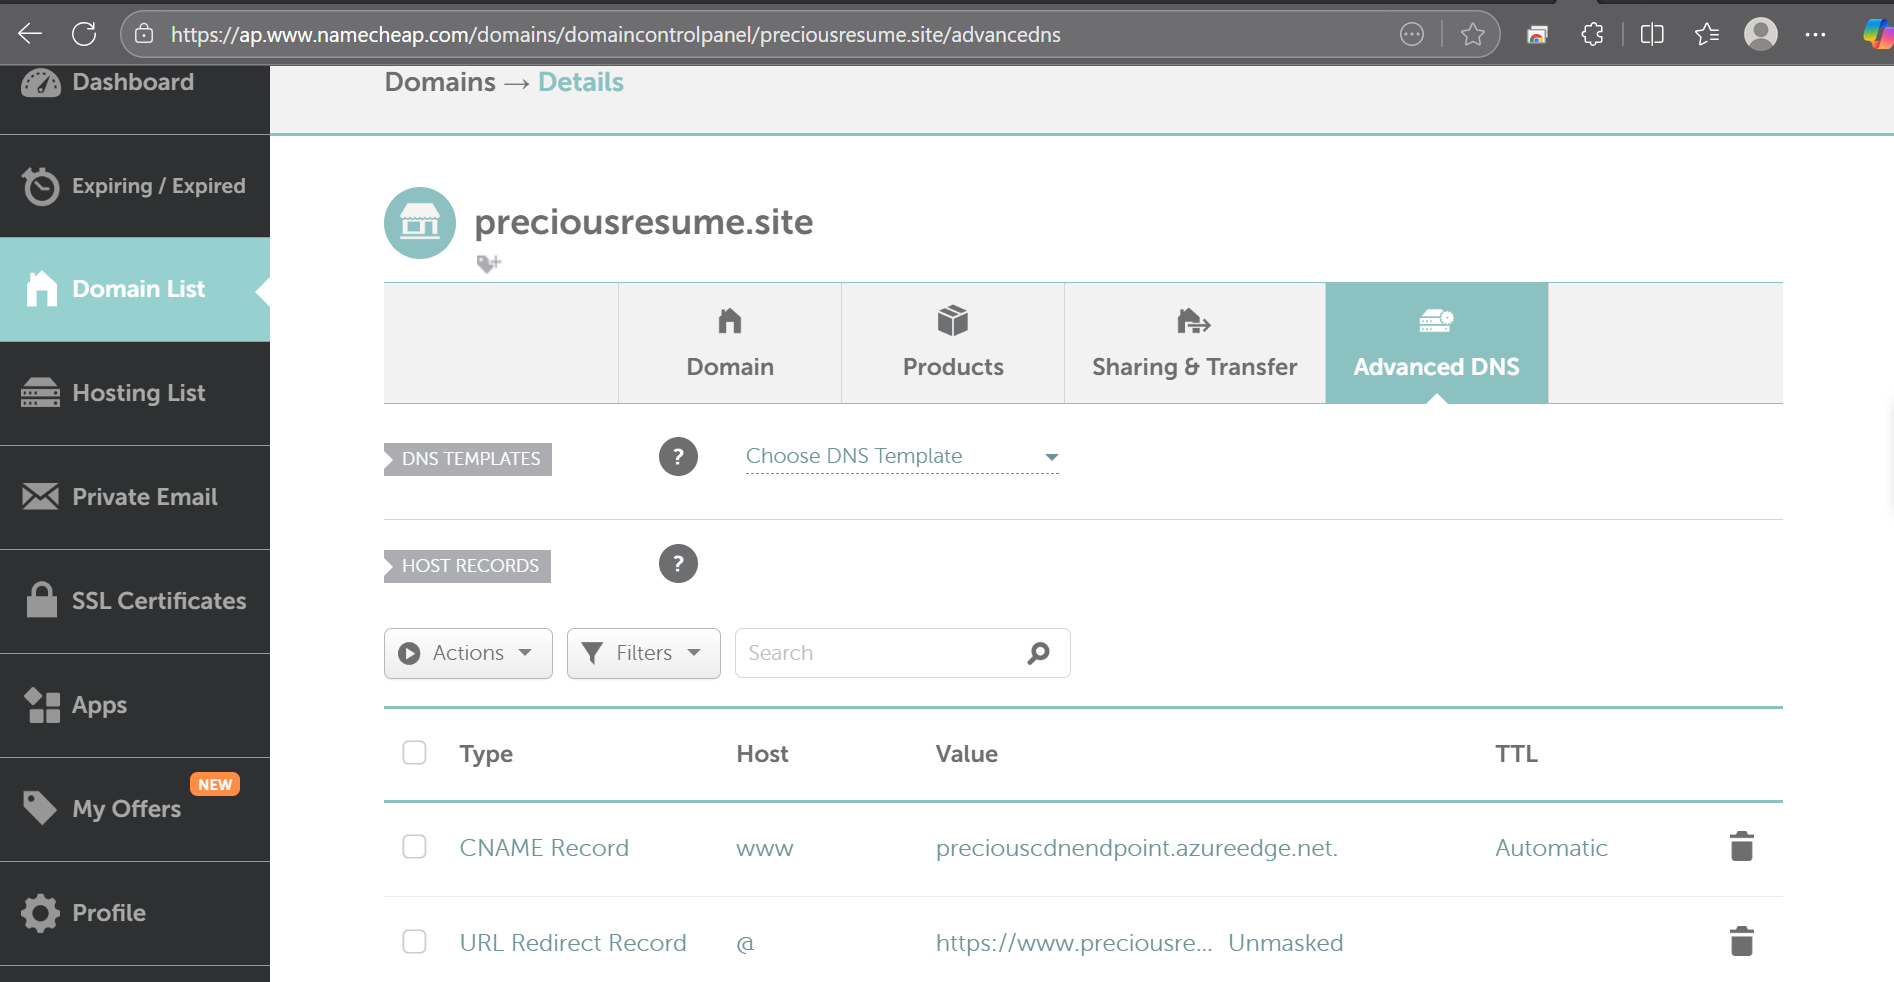 https://ap.www.namecheap.com/domains/domaincontrolpanel/preciousresume.site/advancedns
Dashboard
Expiring / Expired
Domain List
Hosting List
Private Email
SSL Certificates
Apps
NEW
My Offers
Profile
Domains → Details
preciousresume.site
Domain
Products
Sharing & Transfer
Advanced DNS
DNS TEMPLATES ? Choose DNS Template
HOST RECORDS ?
Actions Filters Search
Type Host Value TTL
CNAME Record www preciouscdnendpoint.azureedge.net. Automatic
URL Redirect Record @ https://www.preciousre... Unmasked